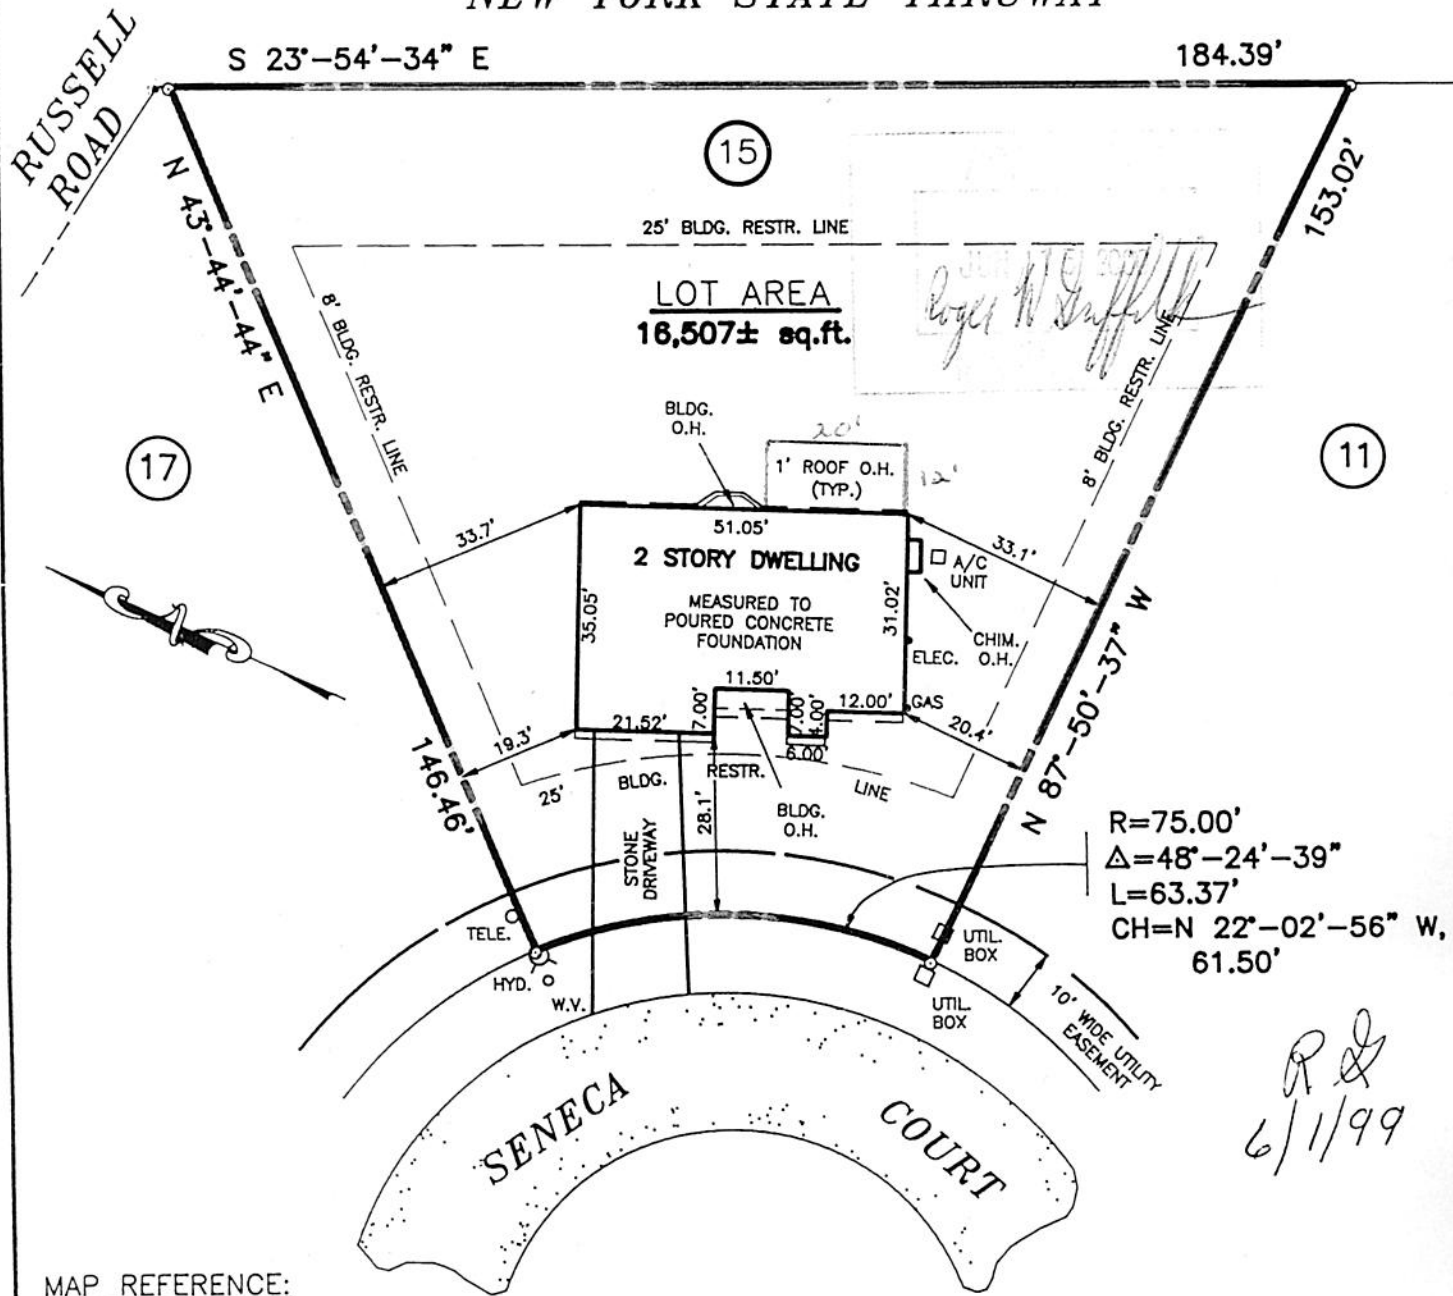 NEW YORK STATE THRUWAY
RUSSELL
ROAD
S 23°-54'-34" E
184.39'
15
N 43°-44'-44" E
153.02'
25' BLDG. RESTR. LINE
LOT AREA
16,507± sq.ft.
Roger W Griffith
8' BLDG. RESTR. LINE
8' BLDG. RESTR. LINE
17
11
BLDG.
O.H.
20'
1' ROOF O.H.
(TYP.)
12'
33.7'
51.05'
33.1'
2 STORY DWELLING
A/C
UNIT
MEASURED TO
POURED CONCRETE
FOUNDATION
35.05'
31.02'
CHIM.
O.H.
ELEC.
11.50'
GAS
21.52'
7.00'
7.00'
4.00'
12.00'
6.00'
19.3'
20.4'
N 87°-50'-37" W
146.46'
25' BLDG. RESTR. LINE
BLDG.
O.H.
28.1'
STONE
DRIVEWAY
R=75.00'
Δ=48°-24'-39"
L=63.37'
CH=N 22°-02'-56" W,
61.50'
TELE.
HYD.
W.V.
UTIL.
BOX
UTIL.
BOX
10' WIDE UTILITY
EASEMENT
SENECA COURT
R G
6/1/99
MAP REFERENCE: